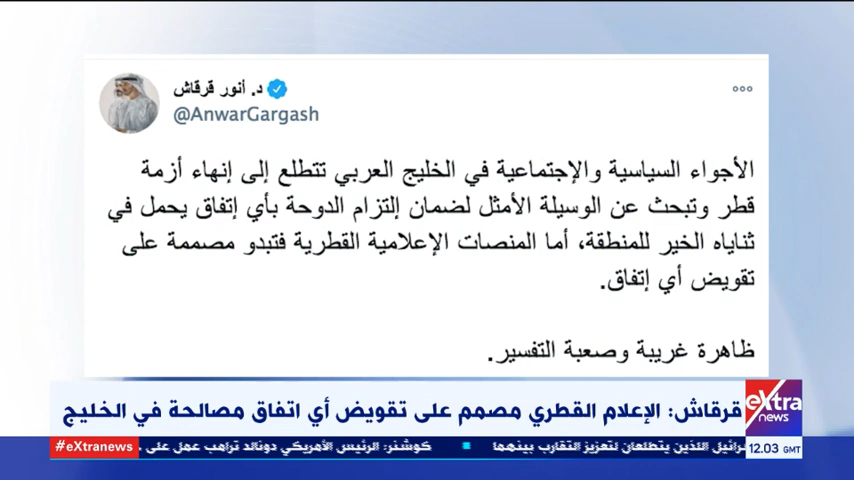 د. أنور قرقاش
@AnwarGargash
الأجواء السياسية والإجتماعية في الخليج العربي تتطلع إلى إنهاء أزمة
قطر وتبحث عن الوسيلة الأمثل لضمان إلتزام الدوحة بأي إتفاق يحمل في
ثناياه الخير للمنطقة، أما المنصات الإعلامية القطرية فتبدو مصممة على
تقويض أي إتفاق.
ظاهرة غريبة وصعبة التفسير.
قرقاش: الإعلام القطري مصمم على تقويض أي اتفاق مصالحة في الخليج
eXtra
news
#eXtranews
اللذين يتطلعان لتعزيز التقارب بينهما
كوشنر: الرئيس الأمريكي دونالد ترامب عمل على
12.03 GMT